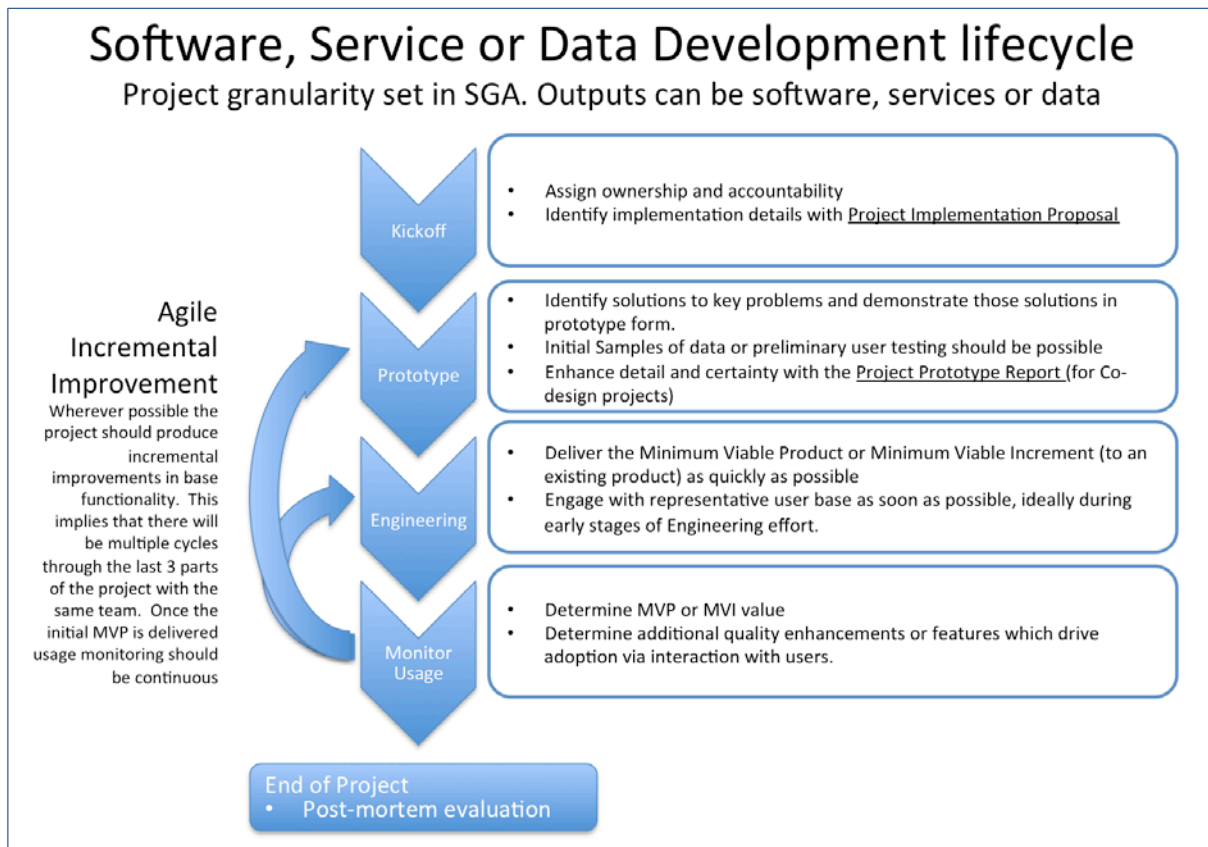 Software, Service or Data Development lifecycle
Project granularity set in SGA. Outputs can be software, services or data
Kickoff
• Assign ownership and accountability
• Identify implementation details with Project Implementation Proposal
Agile
Incremental
Improvement
Wherever possible the
project should produce
incremental
improvements in base
functionality. This
implies that there will
be multiple cycles
through the last 3 parts
of the project with the
same team. Once the
initial MVP is delivered
usage monitoring should
be continuous
Prototype
• Identify solutions to key problems and demonstrate those solutions in
prototype form.
• Initial Samples of data or preliminary user testing should be possible
• Enhance detail and certainty with the Project Prototype Report (for Co-
design projects)
Engineering
• Deliver the Minimum Viable Product or Minimum Viable Increment (to an
existing product) as quickly as possible
• Engage with representative user base as soon as possible, ideally during
early stages of Engineering effort.
Monitor
Usage
• Determine MVP or MVI value
• Determine additional quality enhancements or features which drive
adoption via interaction with users.
End of Project
• Post-mortem evaluation